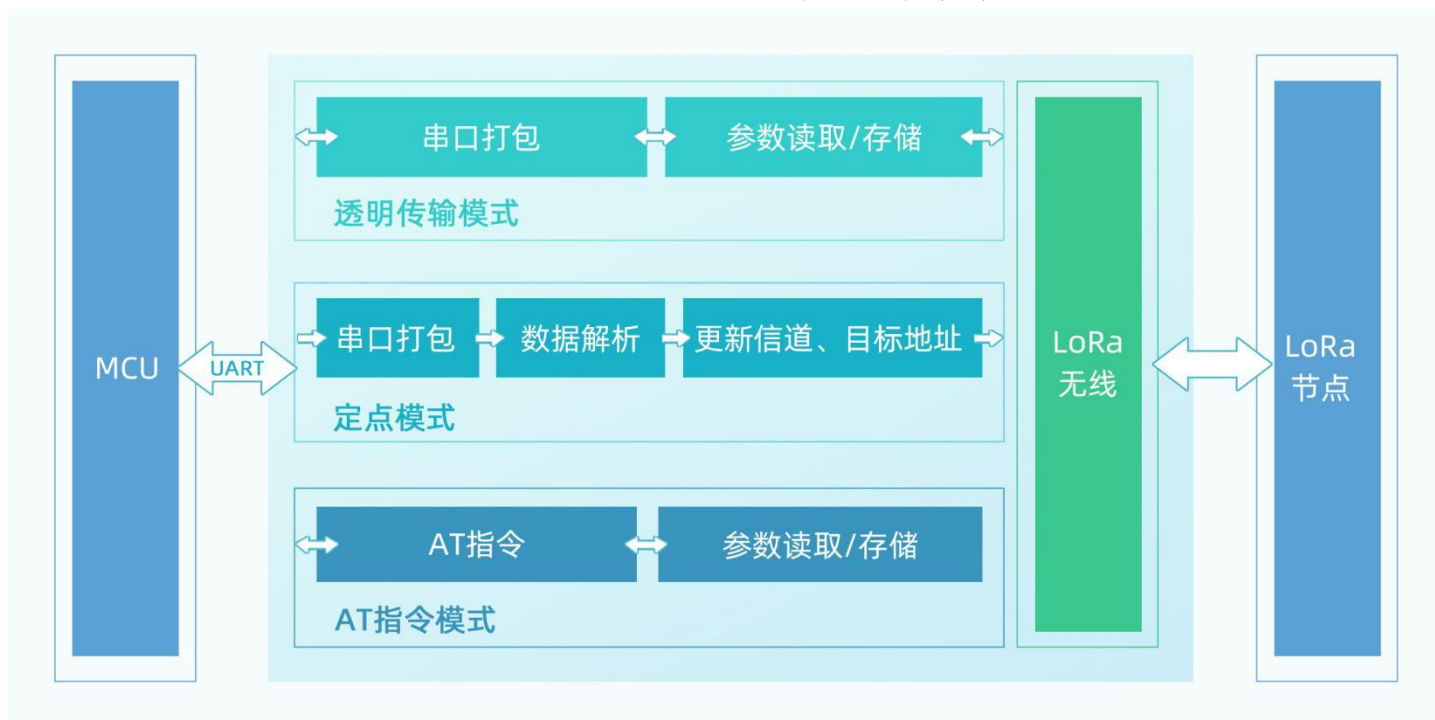 MCU
UART
串口打包
参数读取/存储
透明传输模式
串口打包
数据解析
更新信道、目标地址
定点模式
AT指令
参数读取/存储
AT指令模式
LoRa
无线
LoRa
节点